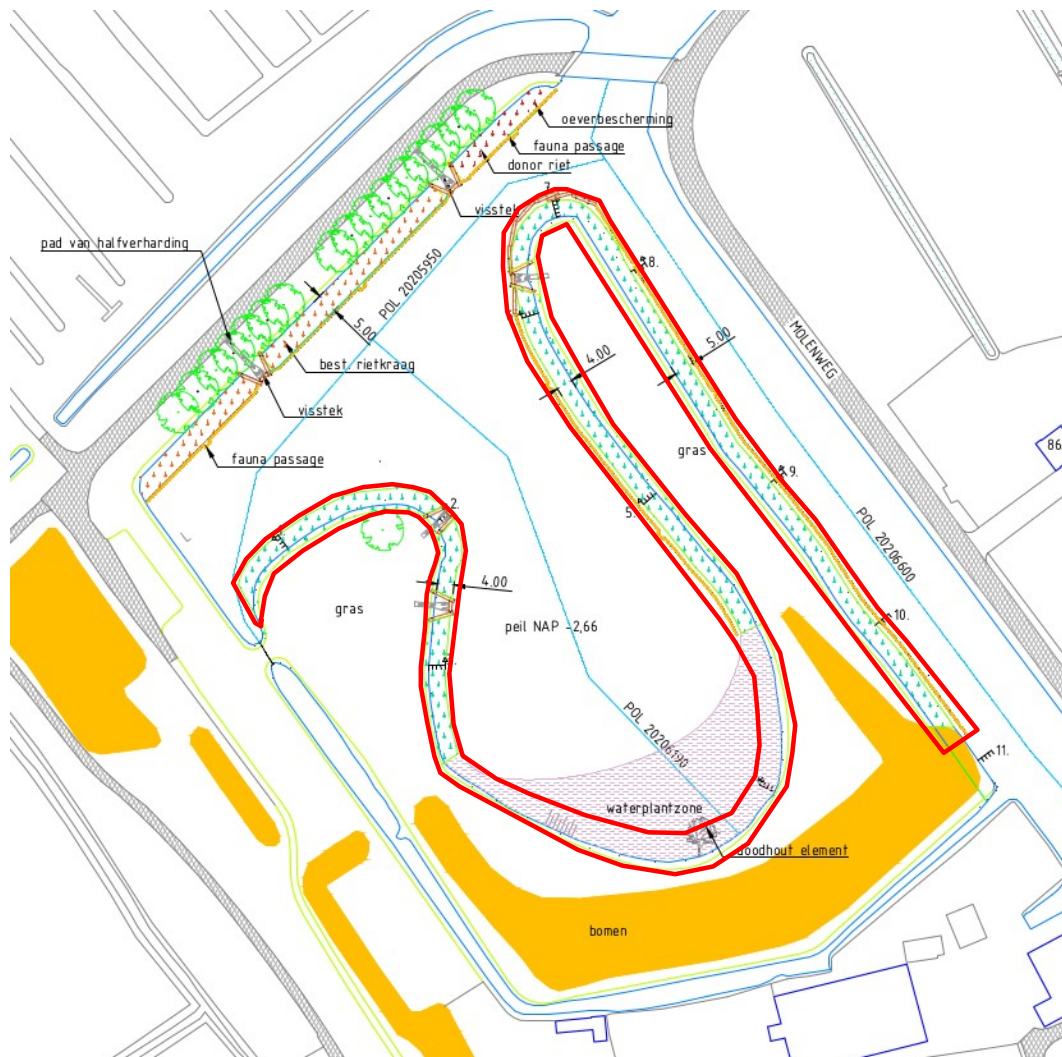 oeverbescherming
fauna passage
donor riet
visstek
7.
pad van halfverharding
8.
POL 20205950
5.00
MOLENWEG
4.00
5.00
best. rietkraag
visstek
gras
86
fauna passage
9.
2.
5.
POL 20206600
4.00
gras
10.
peil NAP -2,66
POL 20206190
11.
waterplantzone
doodhout element
bomen